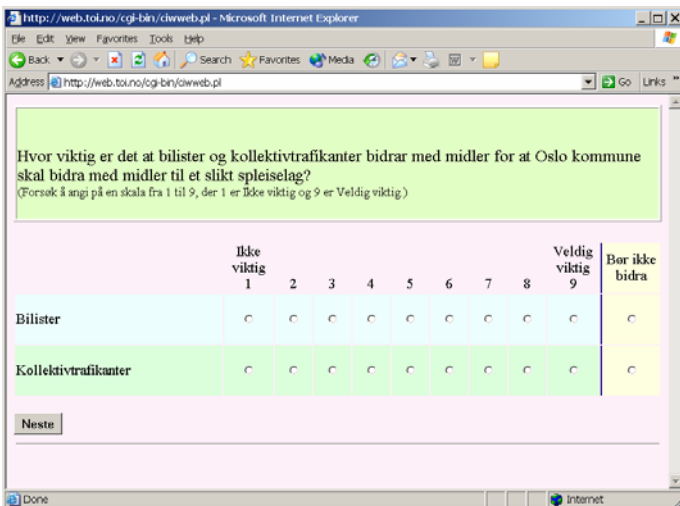 http://web.toi.no/cgi-bin/ciwweb.pl - Microsoft Internet Explorer
File Edit View Favorites Tools Help
Back Search Favorites Media
Address http://web.toi.no/cgi-bin/ciwweb.pl Go Links »
Hvor viktig er det at bilister og kollektivtrafikanter bidrar med midler for at Oslo kommune
skal bidra med midler til et slikt spleiselag?
(Forsøk å angi på en skala fra 1 til 9, der 1 er Ikke viktig og 9 er Veldig viktig.)
Ikke Veldig
viktig viktig Bør ikke
1 2 3 4 5 6 7 8 9 bidra
Bilister
Kollektivtrafikanter
Neste
Done Internet